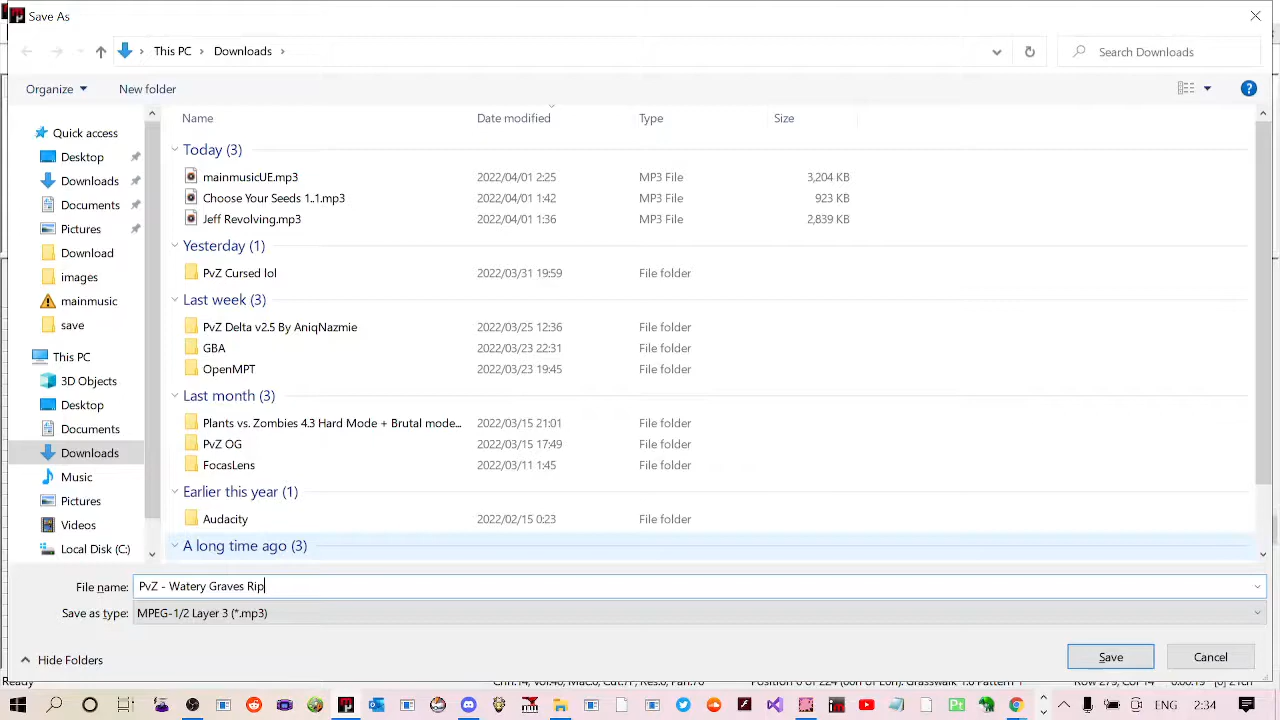 Save As
This PC
Downloads
Search Downloads
Organize
New folder
Name
Date modified
Type
Size
Quick access
Desktop
Downloads
Documents
Pictures
Download
images
mainmusic
save
This PC
3D Objects
Desktop
Documents
Downloads
Music
Pictures
Videos
Local Disk (C:)
Today (3)
mainmusicUE.mp3 2022/04/01 2:25 MP3 File 3,204 KB
Choose Your Seeds 1..1.mp3 2022/04/01 1:42 MP3 File 923 KB
Jeff Revolving.mp3 2022/04/01 1:36 MP3 File 2,839 KB
Yesterday (1)
PvZ Cursed lol 2022/03/31 19:59 File folder
Last week (3)
PvZ Delta v2.5 By AniqNazmie 2022/03/25 12:36 File folder
GBA 2022/03/23 22:31 File folder
OpenMPT 2022/03/23 19:45 File folder
Last month (3)
Plants vs. Zombies 4.3 Hard Mode + Brutal mode... 2022/03/15 21:01 File folder
PvZ OG 2022/03/15 17:49 File folder
FocasLens 2022/03/11 1:45 File folder
Earlier this year (1)
Audacity 2022/02/15 0:23 File folder
A long time ago (3)
File name: PvZ - Watery Graves Rip
Save as type: MPEG-1/2 Layer 3 (*.mp3)
Hide Folders
Save
Cancel
Ready
2:34